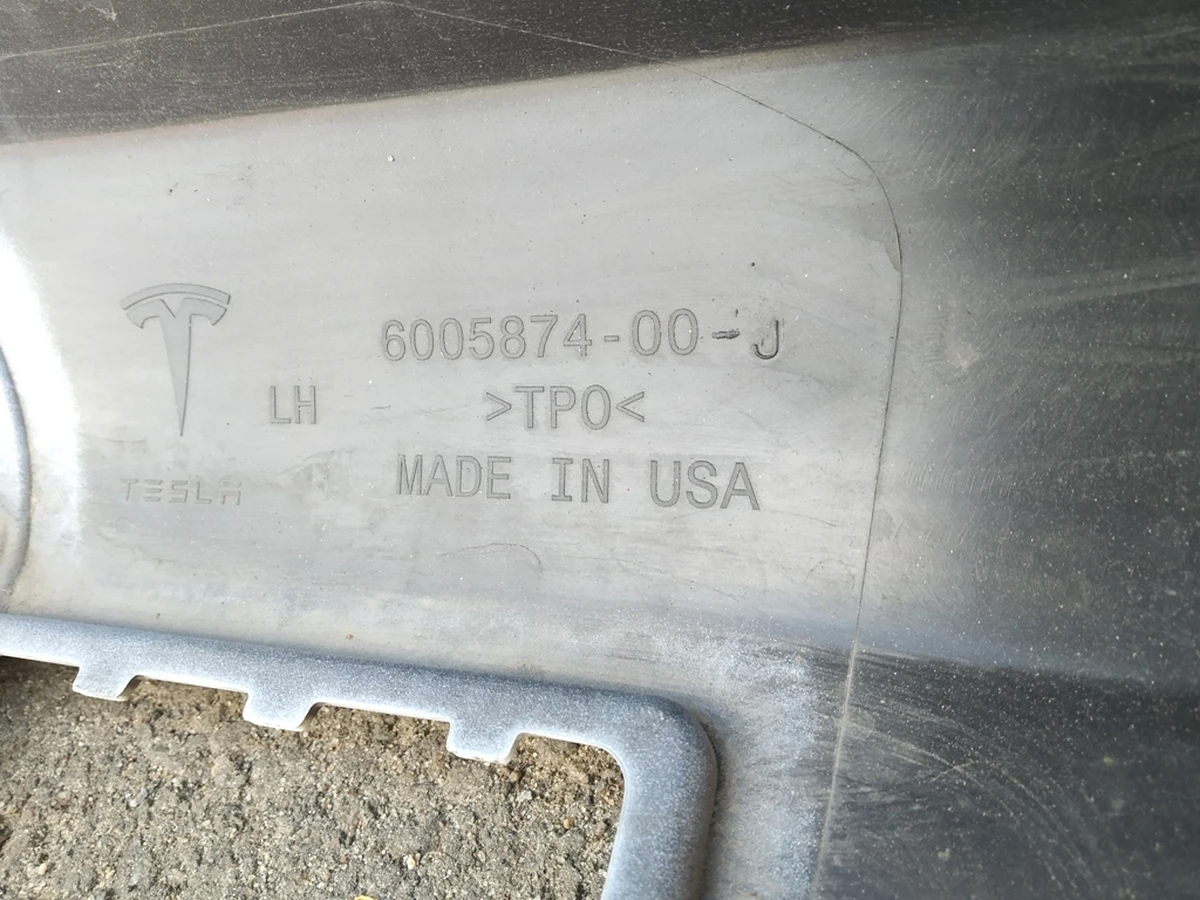 6005874-00-J
LH >TPO<
TESLA MADE IN USA